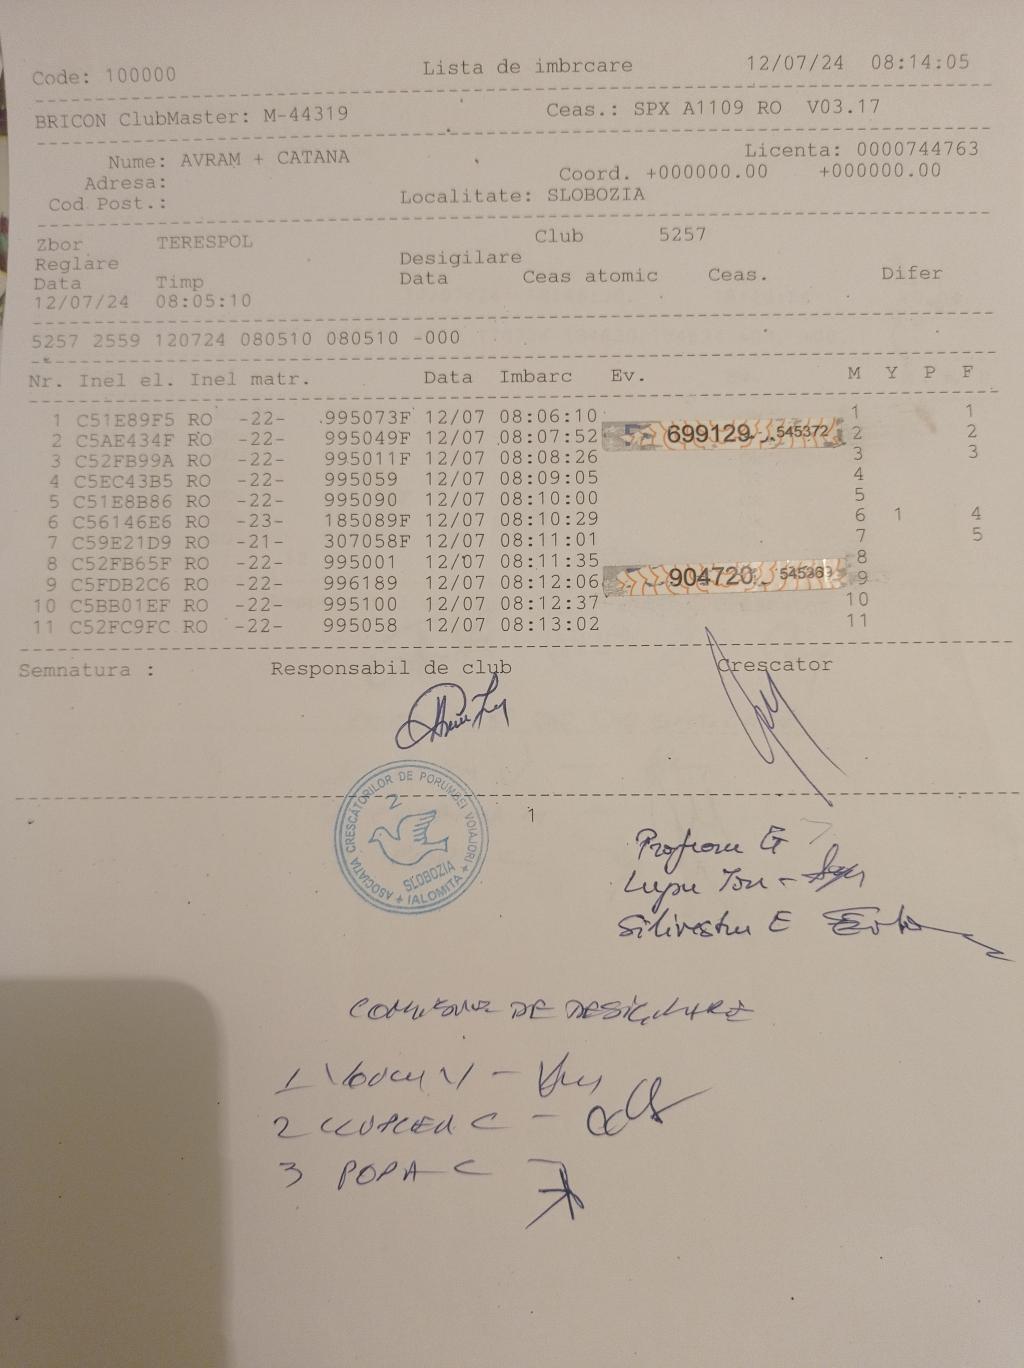 Code: 100000 Lista de imbrcare 12/07/24 08:14:05
BRICON ClubMaster: M-44319 Ceas.: SPX A1109 RO V03.17
Nume: AVRAM + CATANA Licenta: 0000744763
Adresa: Coord. +000000.00 +000000.00
Cod Post.: Localitate: SLOBOZIA
Zbor TERESPOL Club 5257
Reglare Desigilare
Data Timp Data Ceas atomic Ceas. Difer
12/07/24 08:05:10
5257 2559 120724 080510 080510 -000
Nr. Inel el. Inel matr. Data Imbarc Ev. M Y P F
1 C51E89F5 RO -22- 995073F 12/07 08:06:10 1 1
2 C5AE434F RO -22- 995049F 12/07 08:07:52 699129 545372 2 2
3 C52FB99A RO -22- 995011F 12/07 08:08:26 3 3
4 C5EC43B5 RO -22- 995059 12/07 08:09:05 4
5 C51E8B86 RO -22- 995090 12/07 08:10:00 5
6 C56146E6 RO -23- 185089F 12/07 08:10:29 6 1 4
7 C59E21D9 RO -21- 307058F 12/07 08:11:01 7 5
8 C52FB65F RO -22- 995001 12/07 08:11:35 8
9 C5FDB2C6 RO -22- 996189 12/07 08:12:06 904720 545369 9
10 C5BB01EF RO -22- 995100 12/07 08:12:37 10
11 C52FC9FC RO -22- 995058 12/07 08:13:02 11
Semnatura : Responsabil de club Crescator
ASOCIATIA CRESCATORILOR DE PORUMBEI VOIAJORI
2
SLOBOZIA
IALOMITA
1
Lupu Ion -
Silivestru E
DE DESIGILARE
1
2 C -
3 POPA C